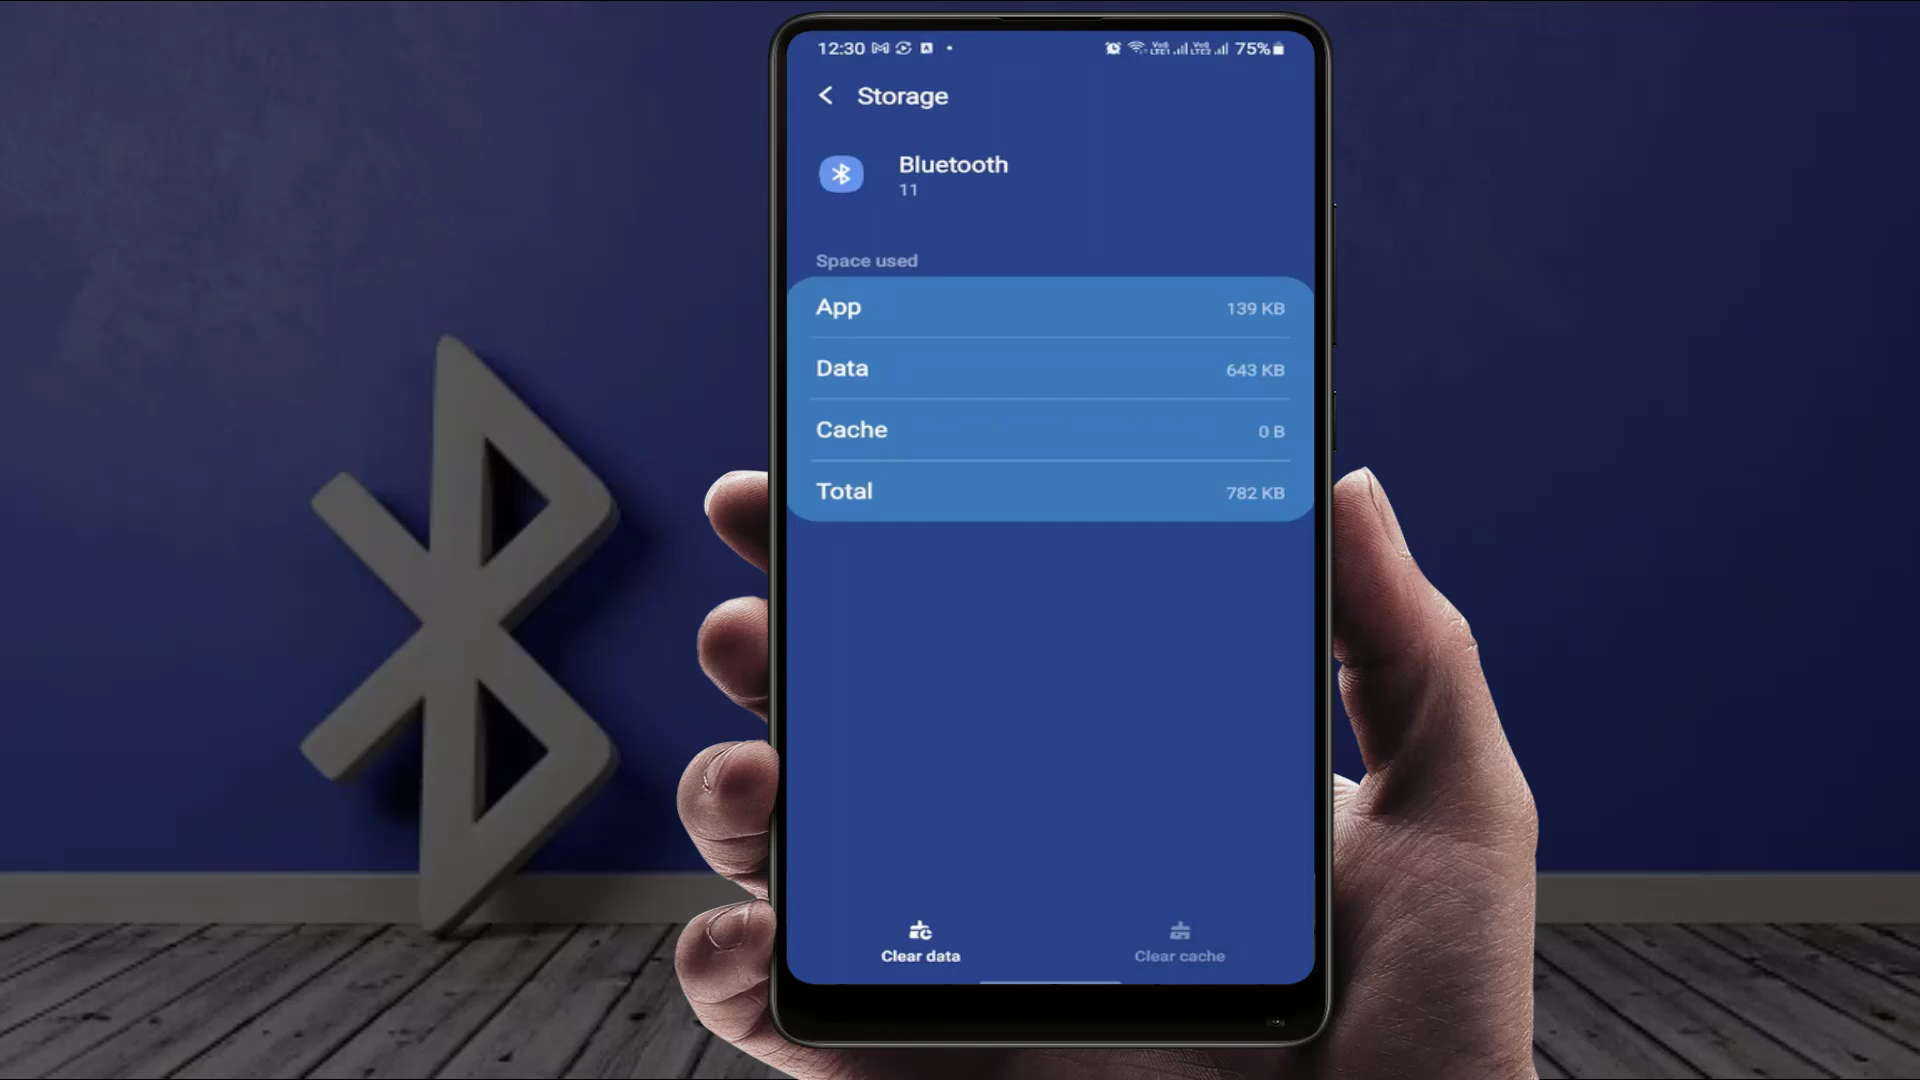 12:30
75%
Storage
Bluetooth
11
Space used
App 139 KB
Data 643 KB
Cache 0 B
Total 782 KB
Clear data
Clear cache